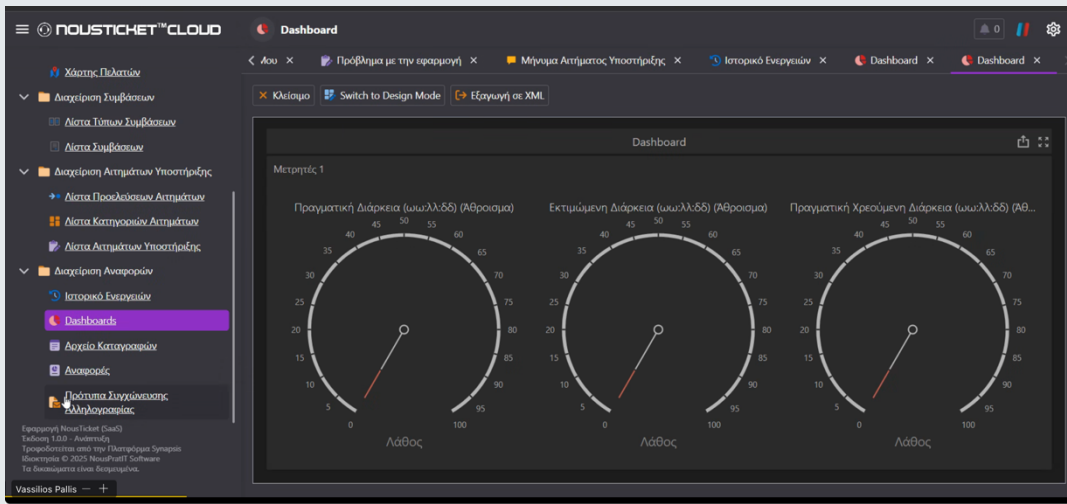 NOUSTICKET™CLOUD
Dashboard
0
Χάρτης Πελατών
Διαχείριση Συμβάσεων
Λίστα Τύπων Συμβάσεων
Λίστα Συμβάσεων
Διαχείριση Αιτημάτων Υποστήριξης
Λίστα Προελεύσεων Αιτημάτων
Λίστα Κατηγοριών Αιτημάτων
Λίστα Αιτημάτων Υποστήριξης
Διαχείριση Αναφορών
Ιστορικό Ενεργειών
Dashboards
Αρχείο Καταγραφών
Αναφορές
Πρότυπα Συγχώνευσης
Αλληλογραφίας
Εφαρμογή NousTicket (SaaS)
Έκδοση 1.0.0 - Ανάπτυξη
Τροφοδοτείται από την Πλατφόρμα Synapsis
Ιδιοκτησία © 2025 NousPratIT Software
Τα δικαιώματα είναι δεσμευμένα.
Vassilios Pallis
Πρόβλημα με την εφαρμογή
Μήνυμα Αιτήματος Υποστήριξης
Ιστορικό Ενεργειών
Dashboard
Dashboard
Κλείσιμο
Switch to Design Mode
Εξαγωγή σε XML
Dashboard
Μετρητές 1
Πραγματική Διάρκεια (ωω:λλ:δδ) (Άθροισμα)
0 5 10 15 20 25 30 35 40 45 50 55 60 65 70 75 80 85 90 95 100
Λάθος
Εκτιμώμενη Διάρκεια (ωω:λλ:δδ) (Άθροισμα)
0 5 10 15 20 25 30 35 40 45 50 55 60 65 70 75 80 85 90 95 100
Λάθος
Πραγματική Χρεούμενη Διάρκεια (ωω:λλ:δδ) (Άθ...
0 5 10 15 20 25 30 35 40 45 50 55 60 65 70 75 80 85 90 95 100
Λάθος